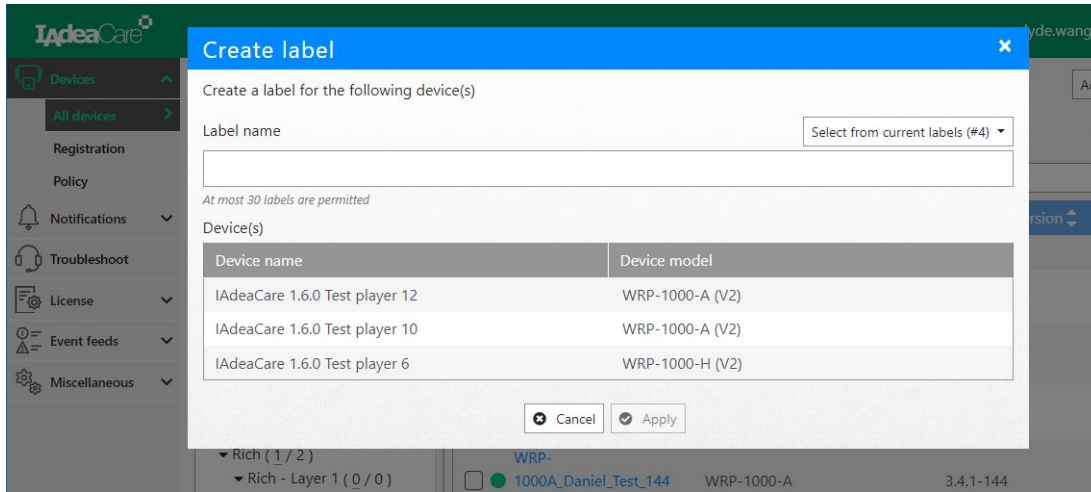 IAdeaCare
yde.wang
Create label
Devices
All devices
Registration
Policy
Notifications
Troubleshoot
License
Event feeds
Miscellaneous
Create a label for the following device(s)
Label name
Select from current labels (#4)
At most 30 labels are permitted
Device(s)
Device name Device model
IAdeaCare 1.6.0 Test player 12 WRP-1000-A (V2)
IAdeaCare 1.6.0 Test player 10 WRP-1000-A (V2)
IAdeaCare 1.6.0 Test player 6 WRP-1000-H (V2)
Cancel Apply
rsion
Rich ( 1 / 2 )
Rich - Layer 1 ( 0 / 0 )
WRP-
1000A_Daniel_Test_144 WRP-1000-A 3.4.1-144